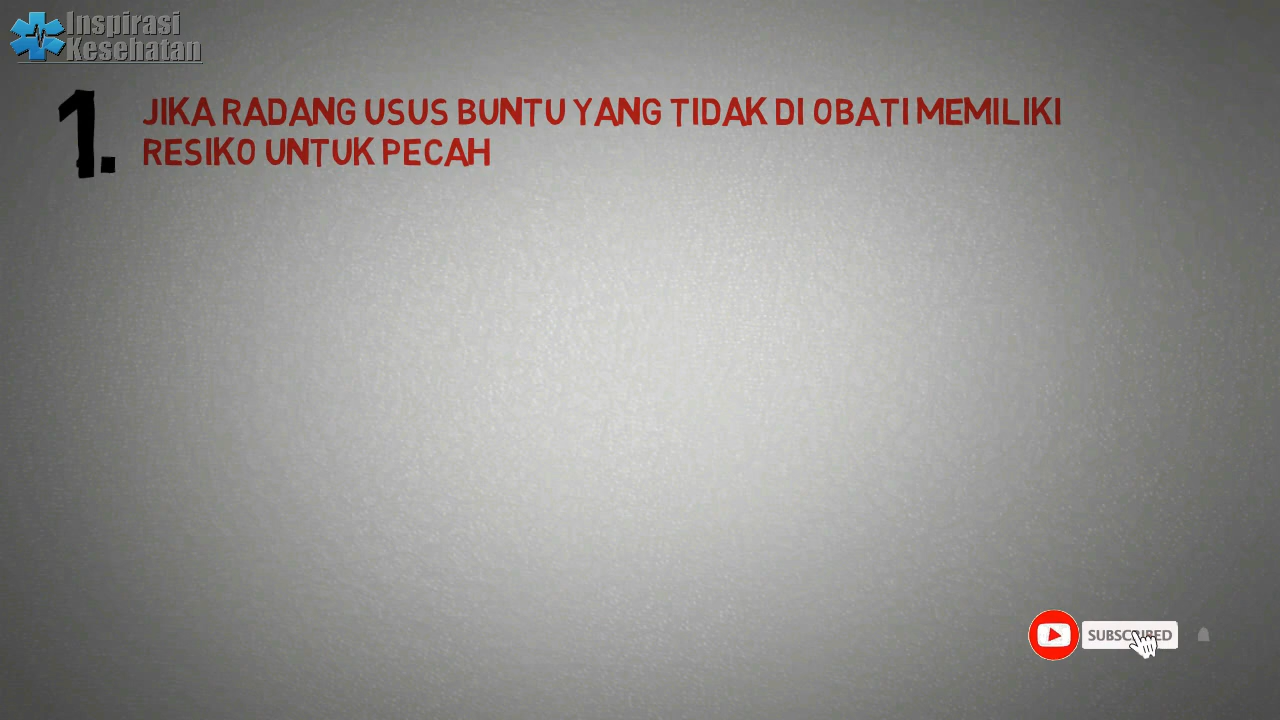 Inspirasi
Kesehatan
1. JIKA RADANG USUS BUNTU YANG TIDAK DI OBATI MEMILIKI
RESIKO UNTUK PECAH
SUBSCRIBED